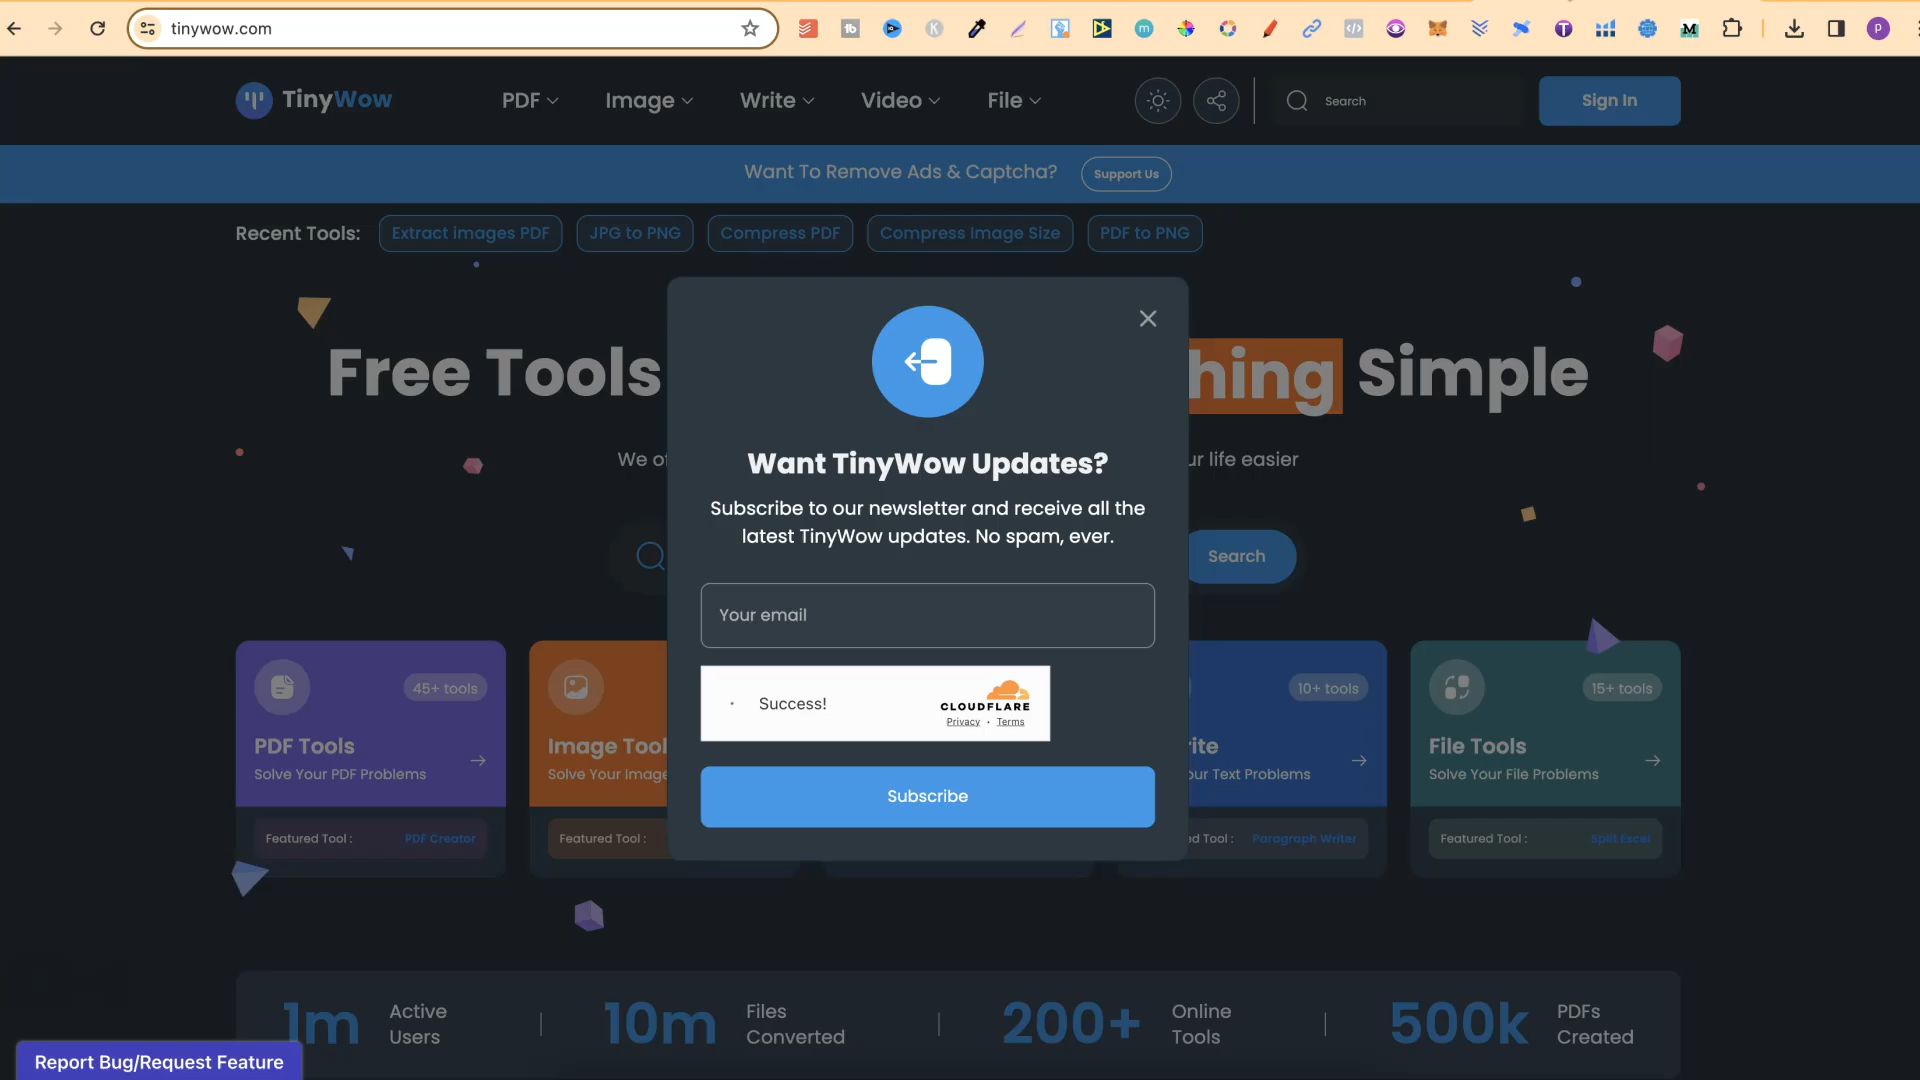 tinywow.com
TinyWow
PDF
Image
Write
Video
File
Search
Sign In
Want To Remove Ads & Captcha?
Support Us
Recent Tools:
Extract images PDF
JPG to PNG
Compress PDF
Compress Image Size
PDF to PNG
Free Tools
hing Simple
We of
ur life easier
Search
Want TinyWow Updates?
Subscribe to our newsletter and receive all the
latest TinyWow updates. No spam, ever.
Your email
Success!
CLOUDFLARE
Privacy • Terms
Subscribe
45+ tools
PDF Tools
Solve Your PDF Problems
Featured Tool :
PDF Creator
Image Tool
Solve Your Image
Featured Tool :
10+ tools
rite
our Text Problems
ed Tool :
Paragraph Writer
15+ tools
File Tools
Solve Your File Problems
Featured Tool :
Split Excel
1m
Active
Users
10m
Files
Converted
200+
Online
Tools
500k
PDFs
Created
Report Bug/Request Feature